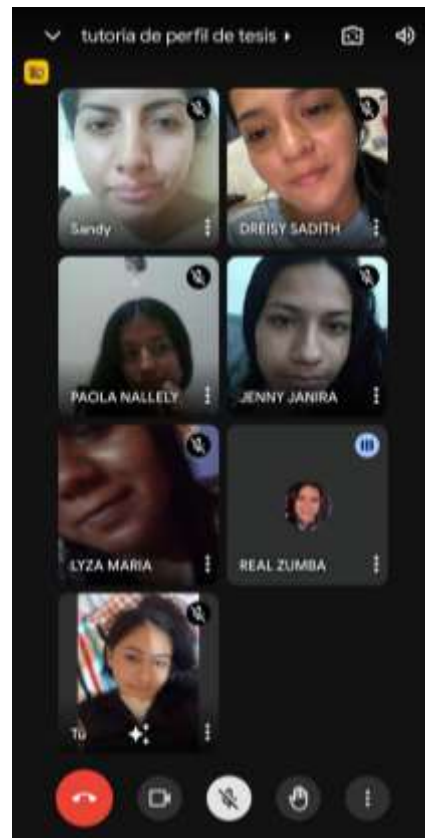 tutoria de perfil de tesis
Sandy
DREISY SADITH
PAOLA NALLELY
JENNY JANIRA
LYZA MARIA
REAL ZUMBA
Tú